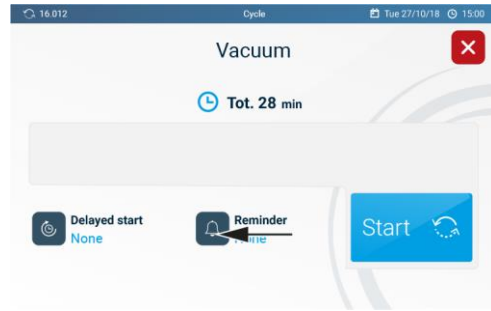 16.012 Cycle Tue 27/10/18 15:00
Vacuum
Tot. 28 min
Delayed start
None
Reminder
Start